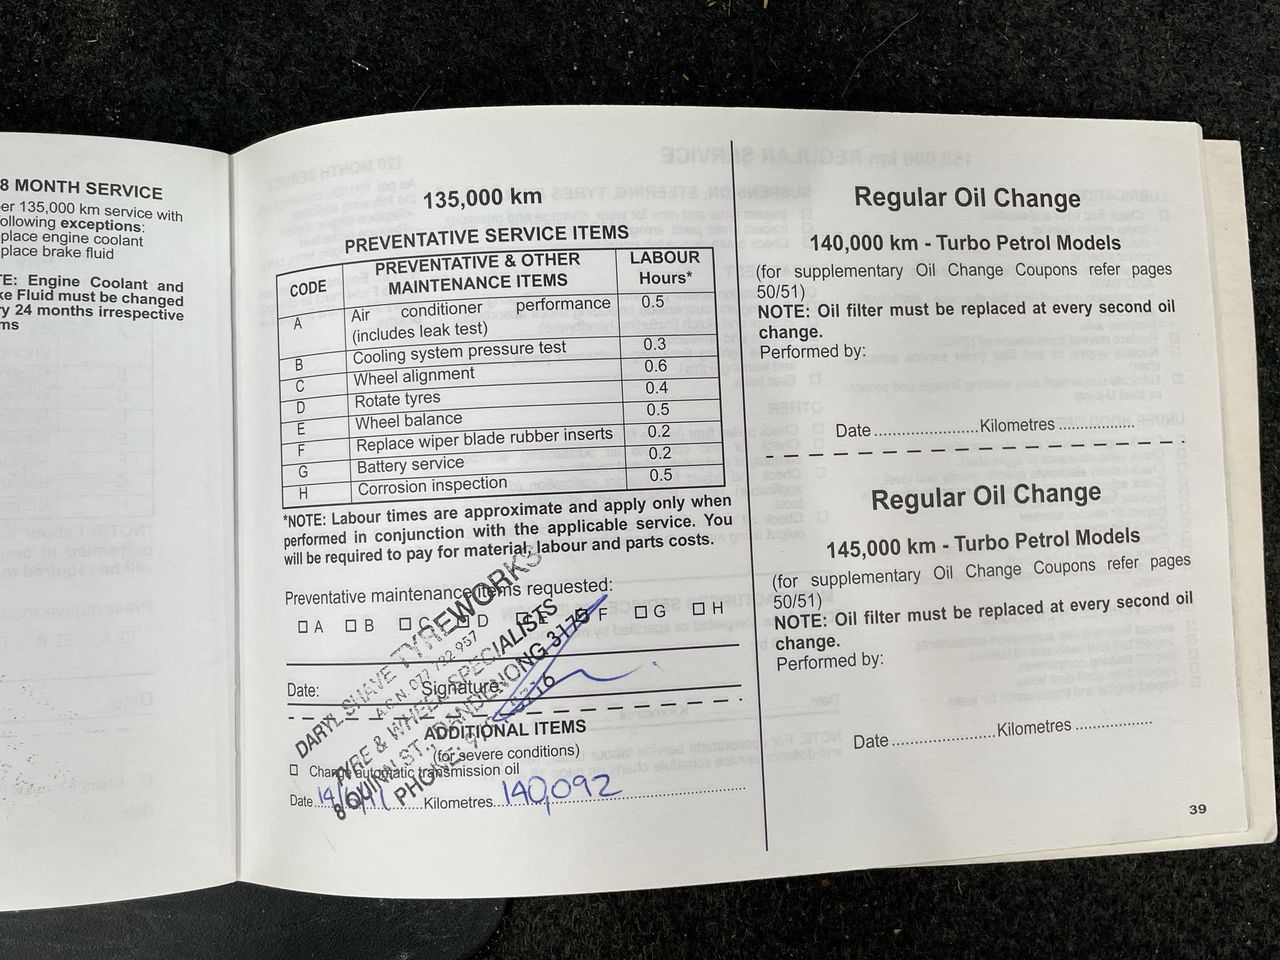 8 MONTH SERVICE
er 135,000 km service with
ollowing exceptions:
place engine coolant
place brake fluid
TE: Engine Coolant and
ke Fluid must be changed
ry 24 months irrespective
ms
135,000 km
PREVENTATIVE SERVICE ITEMS
CODE PREVENTATIVE & OTHER MAINTENANCE ITEMS LABOUR Hours*
A Air conditioner performance (includes leak test) 0.5
B Cooling system pressure test 0.3
C Wheel alignment 0.6
D Rotate tyres 0.4
E Wheel balance 0.5
F Replace wiper blade rubber inserts 0.2
G Battery service 0.2
H Corrosion inspection 0.5
*NOTE: Labour times are approximate and apply only when
performed in conjunction with the applicable service. You
will be required to pay for material, labour and parts costs.
Preventative maintenance items requested:
A B C D E F G H
Date: Signature:
ADDITIONAL ITEMS
(for severe conditions)
Change automatic transmission oil
Date 14/6/11 Kilometres 140,092
DARYL SHAVE TYREWORKS
A.C.N. 077 732 957
TYRE & WHEEL SPECIALISTS
8 QUINN ST. DANDENONG 3175
PHONE:
Regular Oil Change
140,000 km - Turbo Petrol Models
(for supplementary Oil Change Coupons refer pages
50/51)
NOTE: Oil filter must be replaced at every second oil
change.
Performed by:
Date......................Kilometres................
Regular Oil Change
145,000 km - Turbo Petrol Models
(for supplementary Oil Change Coupons refer pages
50/51)
NOTE: Oil filter must be replaced at every second oil
change.
Performed by:
Date......................Kilometres................
39